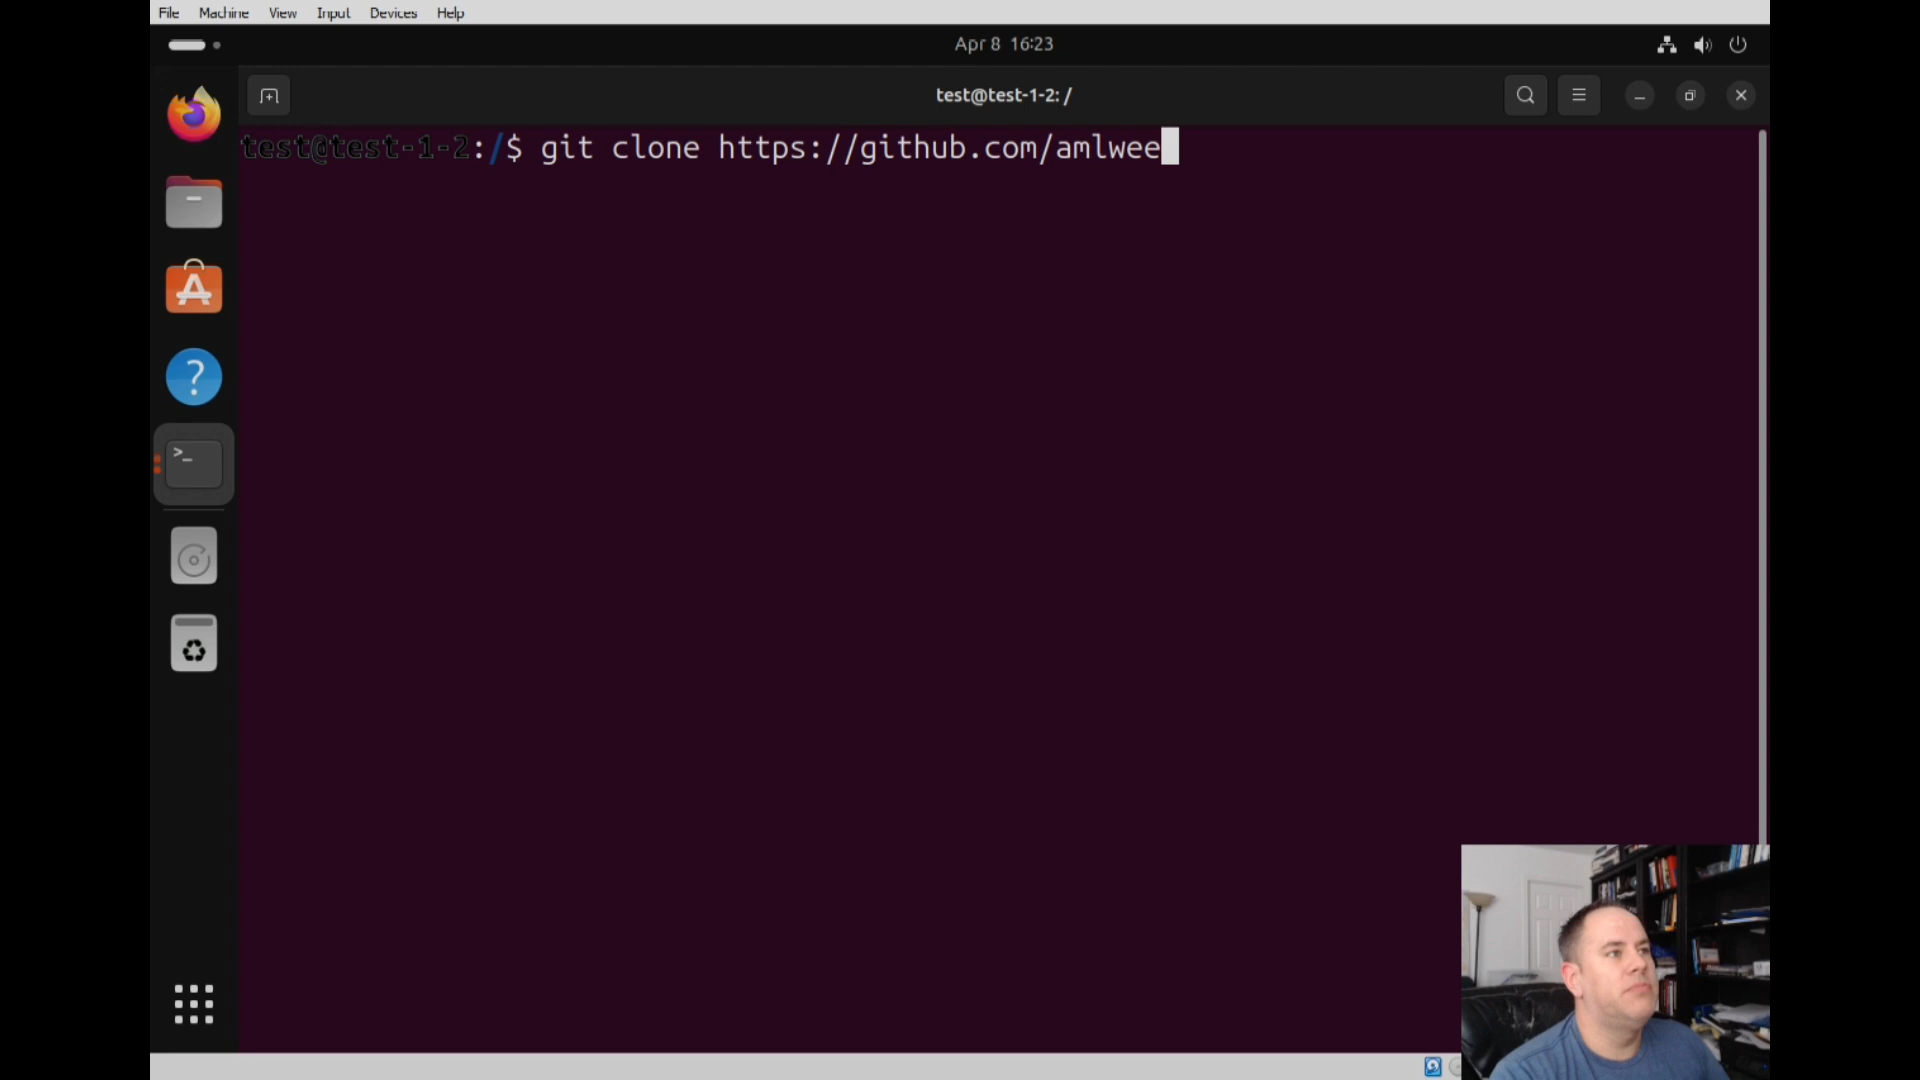 File Machine View Input Devices Help
Apr 8 16:23
test@test-1-2: /
test@test-1-2:/$ git clone https://github.com/amlwee